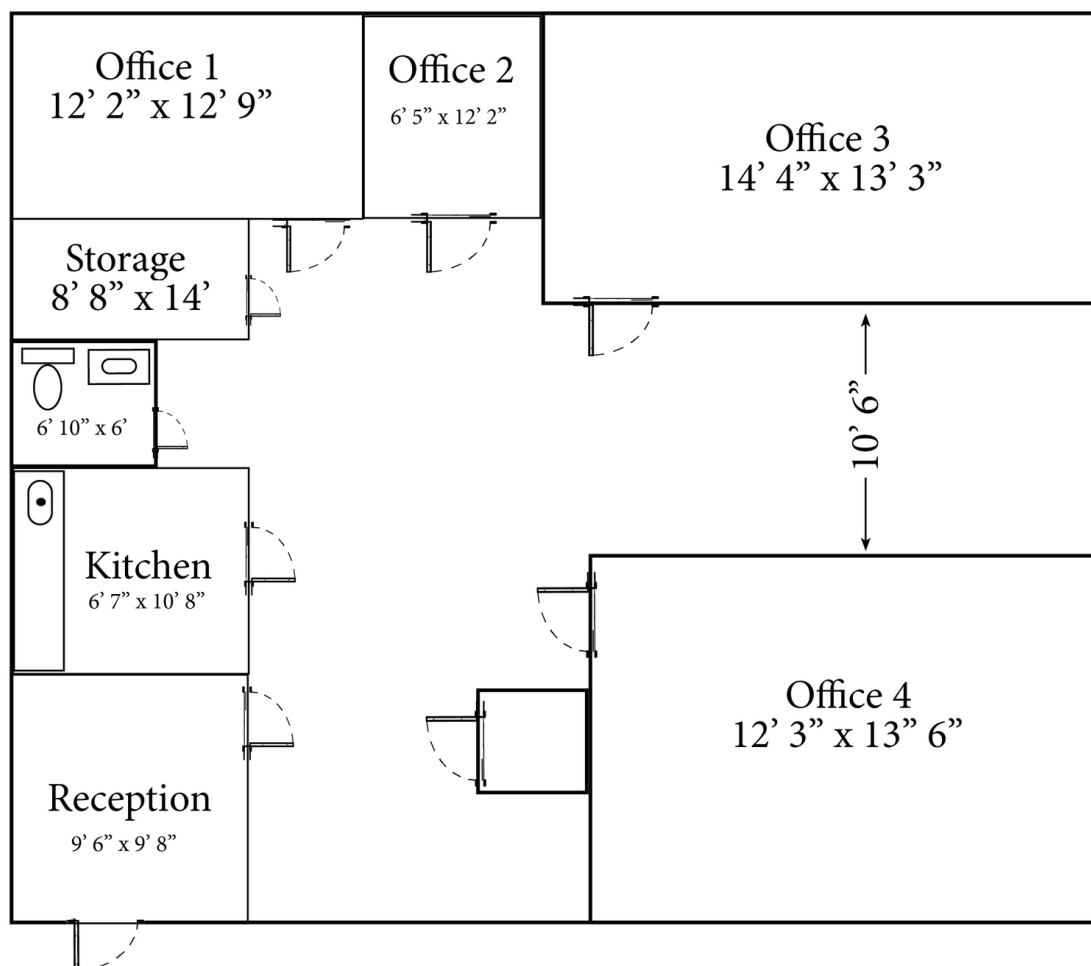 Office 1
12’ 2” x 12’ 9”
Office 2
6’ 5” x 12’ 2”
Office 3
14’ 4” x 13’ 3”
Storage
8’ 8” x 14’
6’ 10” x 6’
10’ 6”
Kitchen
6’ 7” x 10’ 8”
Office 4
12’ 3” x 13” 6”
Reception
9’ 6” x 9’ 8”